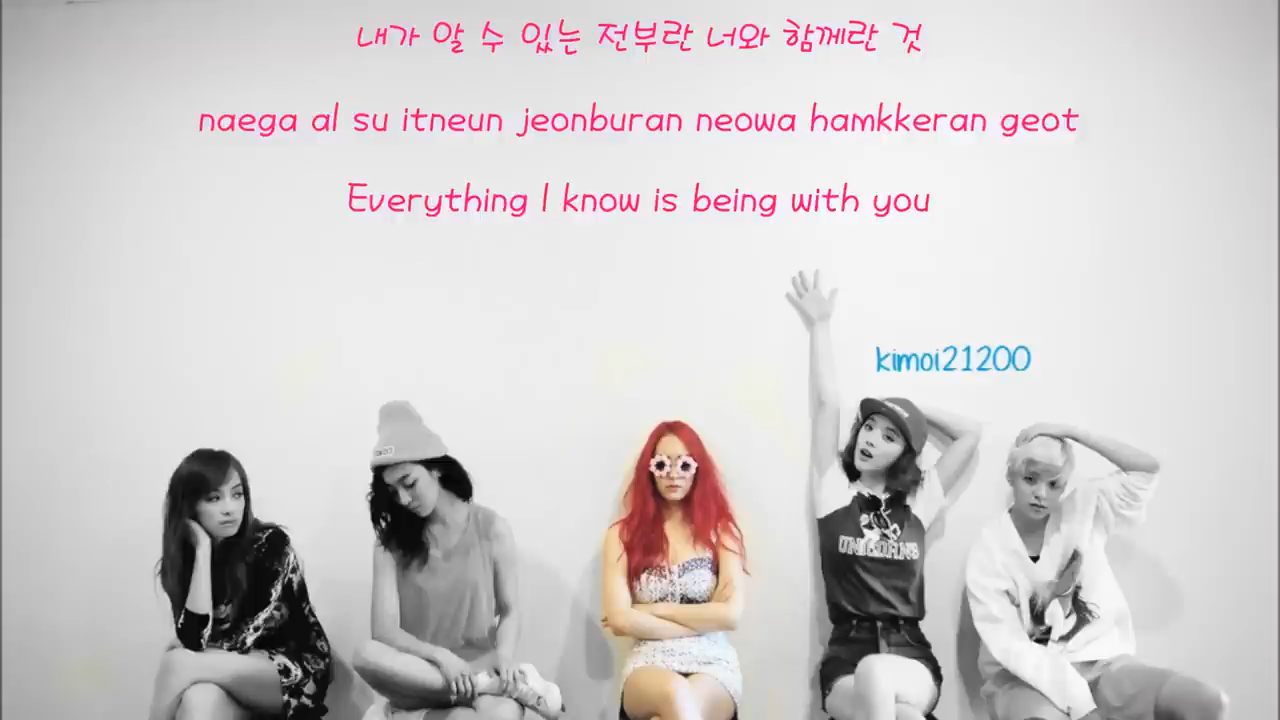 내가 알 수 있는 전부란 너와 함께란 것
naega al su itneun jeonburan neowa hamkkeran geot
Everything I know is being with you
kimoi21200
UNICORNS